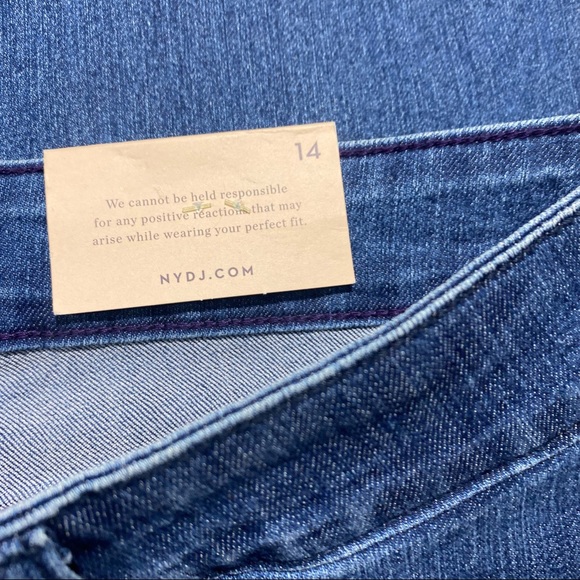 14
We cannot be held responsible
for any positive reactions that may
arise while wearing your perfect fit.
NYDJ.COM